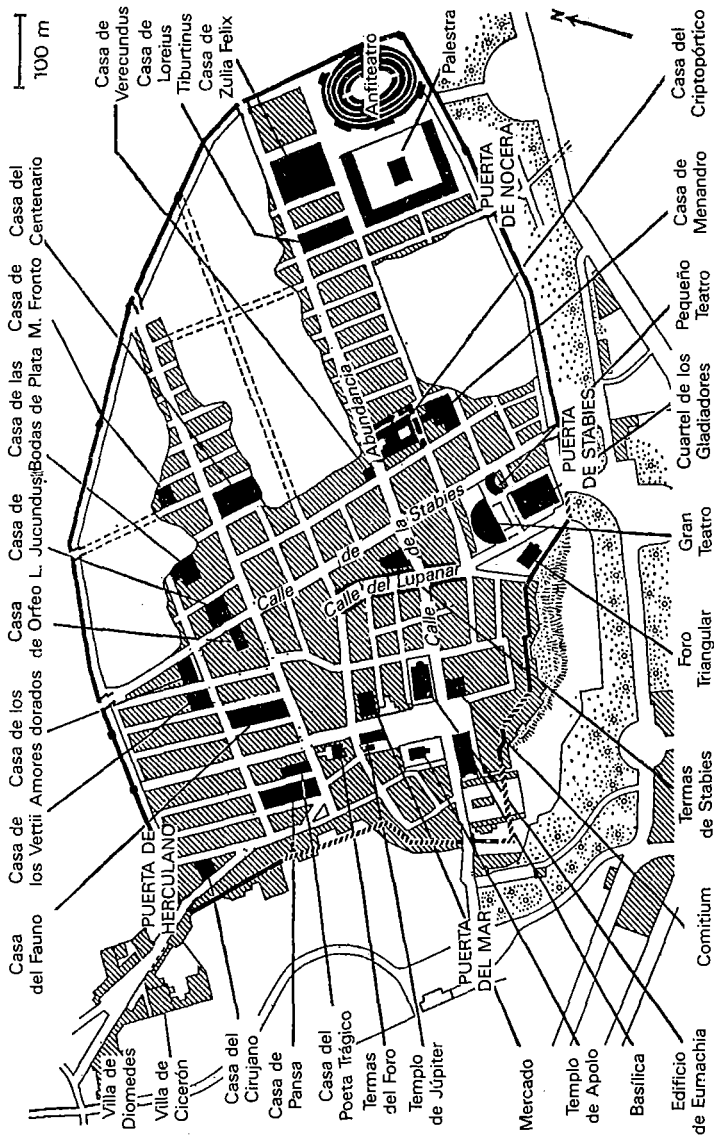 100 m
N
Casa
del Fauno
Casa de
los Vettii
Casa de los
Amores dorados
Casa
de Orfeo
Casa de
L. Jucundus
Casa de las
Bodas de Plata
Casa de
M. Fronto
Casa del
Centenario
Casa de
Verecundus
Casa de
Loreius
Tiburtinus
Casa de
Zulia Felix
Anfiteatro
Palestra
PUERTA DE
HERCULANO
Abundancia
PUERTA
DE NOCERA
Calle de Stabies
Calle del Lupanar
Calle de la
PUERTA
DE STABIES
PUERTA
DEL MAR
Villa de
Diomedes
Villa de
Cicerón
Casa del
Cirujano
Casa de
Pansa
Casa del
Poeta Trágico
Termas
del Foro
Templo
de Júpiter
Mercado
Templo
de Apolo
Basílica
Edificio
de Eumachia
Comitium
Termas
de Stabies
Foro
Triangular
Gran
Teatro
Cuartel de los
Gladiadores
Pequeño
Teatro
Casa de
Menandro
Casa del
Criptopórtico